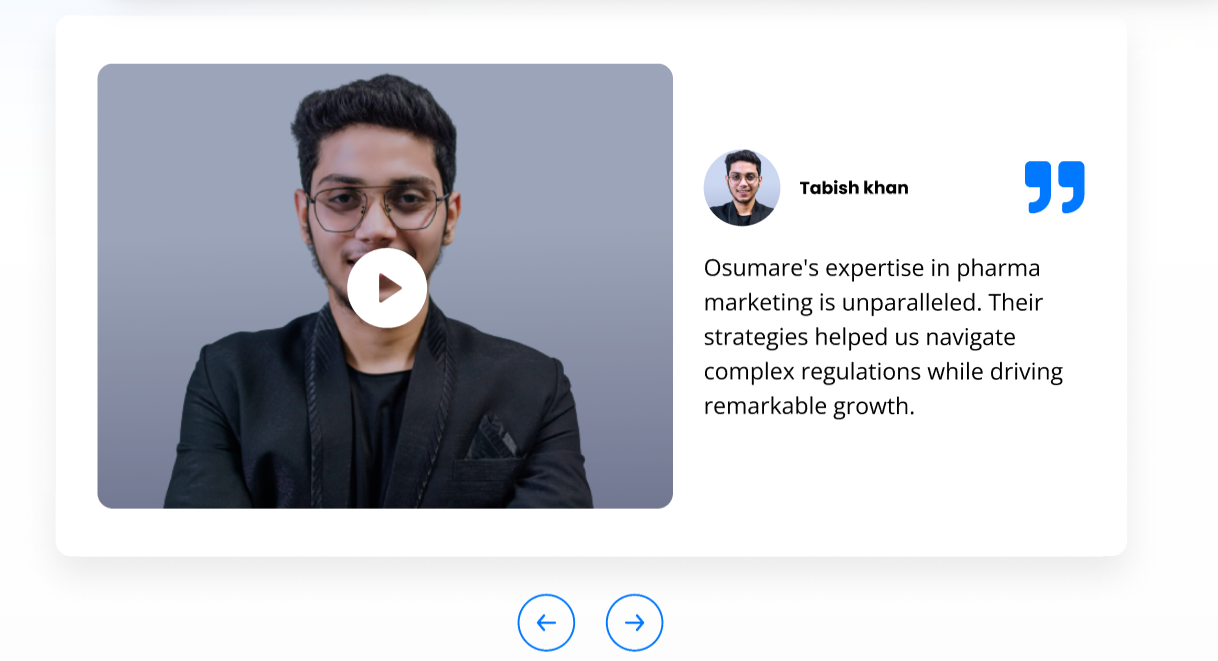 Tabish khan
Osumare's expertise in pharma
marketing is unparalleled. Their
strategies helped us navigate
complex regulations while driving
remarkable growth.